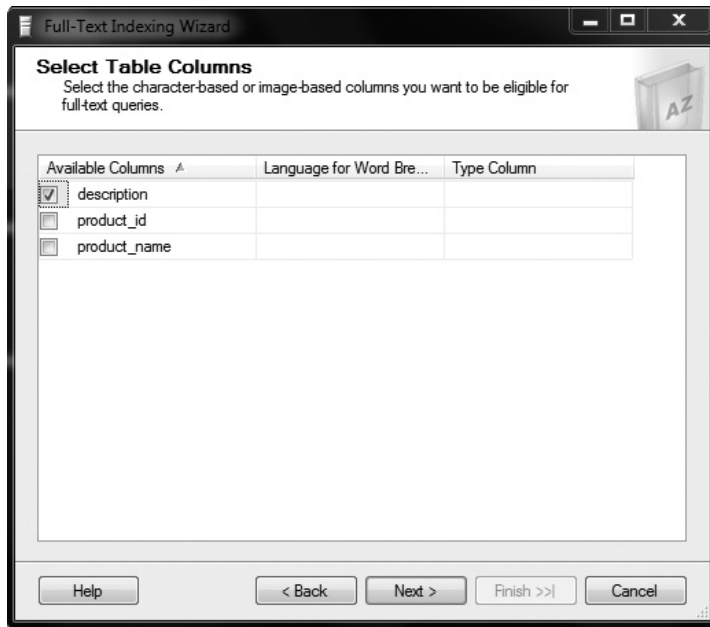 Full-Text Indexing Wizard
Select Table Columns
Select the character-based or image-based columns you want to be eligible for
full-text queries.
AZ
Available Columns Language for Word Bre... Type Column
description
product_id
product_name
Help < Back Next > Finish >>| Cancel